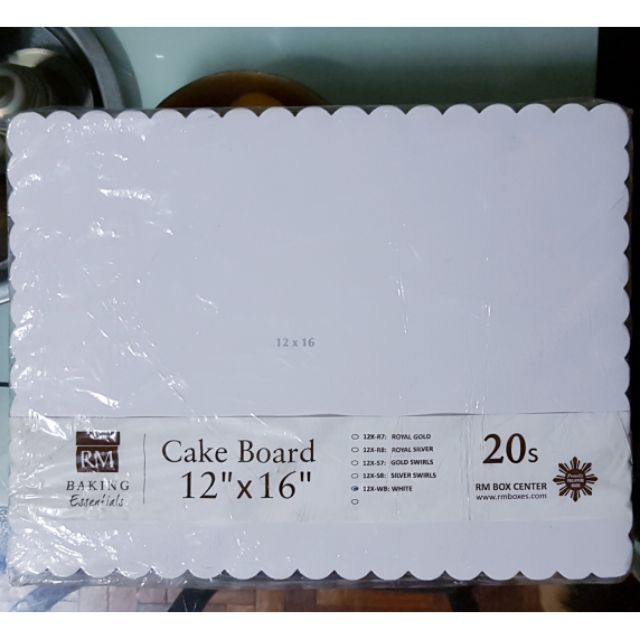 12 x 16
RM
BAKING
Essentials
Cake Board
12"x16"
12X-R7: ROYAL GOLD
12X-R8: ROYAL SILVER
12X-S7: GOLD SWIRLS
12X-S8: SILVER SWIRLS
12X-WB: WHITE
20s
RM BOX CENTER
www.rmboxes.com